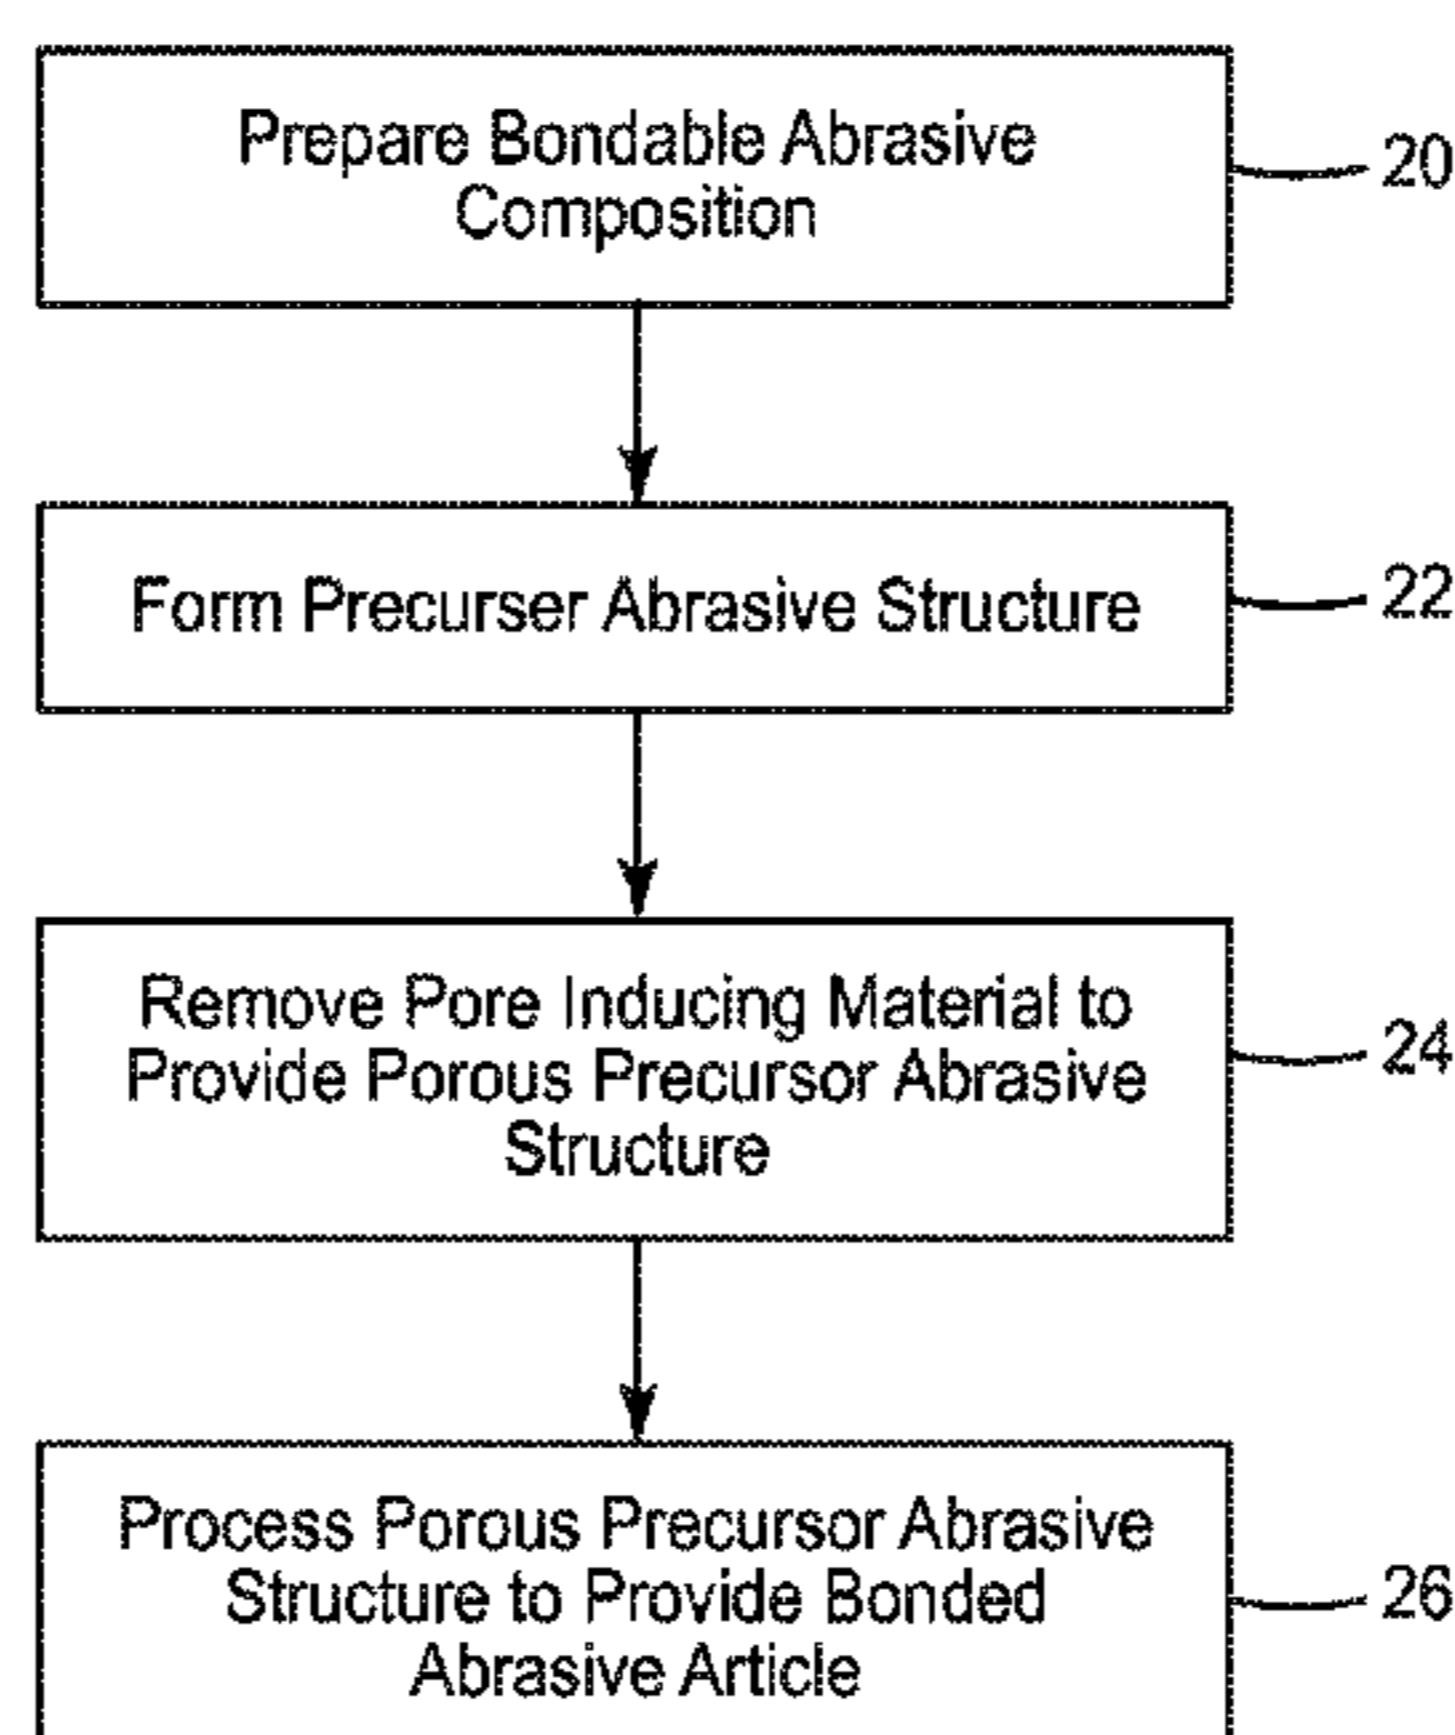 Prepare Bondable Abrasive
Composition
20
Form Precurser Abrasive Structure
22
Remove Pore Inducing Material to
Provide Porous Precursor Abrasive
Structure
24
Process Porous Precursor Abrasive
Structure to Provide Bonded
Abrasive Article
26